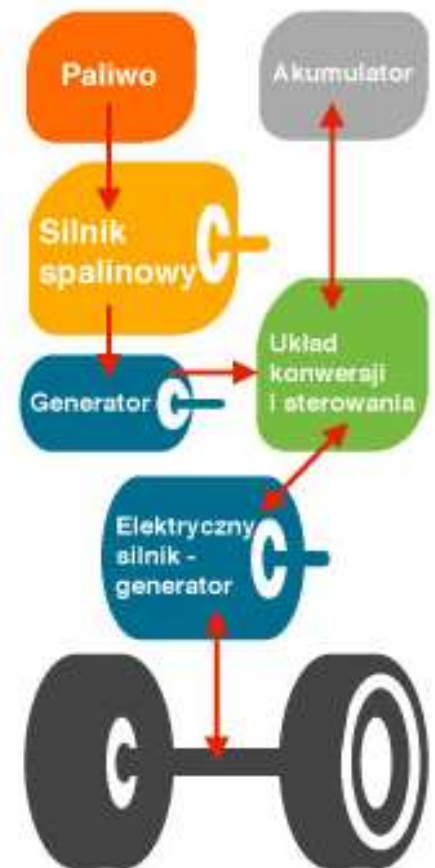 Paliwo
Akumulator
Silnik
spalinowy
Układ
konwersji
i sterowania
Generator
Elektryczny
silnik -
generator